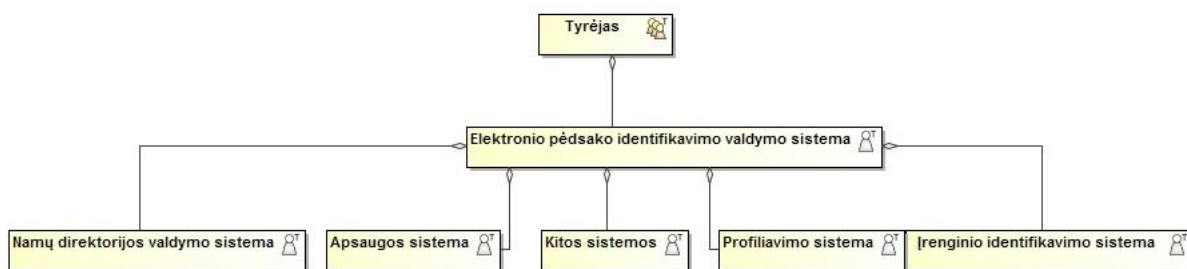 Tyrėjas
Elektronio pėdsako identifikavimo valdymo sistema
Namų direktorijos valdymo sistema
Apsaugos sistema
Kitos sistemos
Profiliavimo sistema
Įrenginio identifikavimo sistema